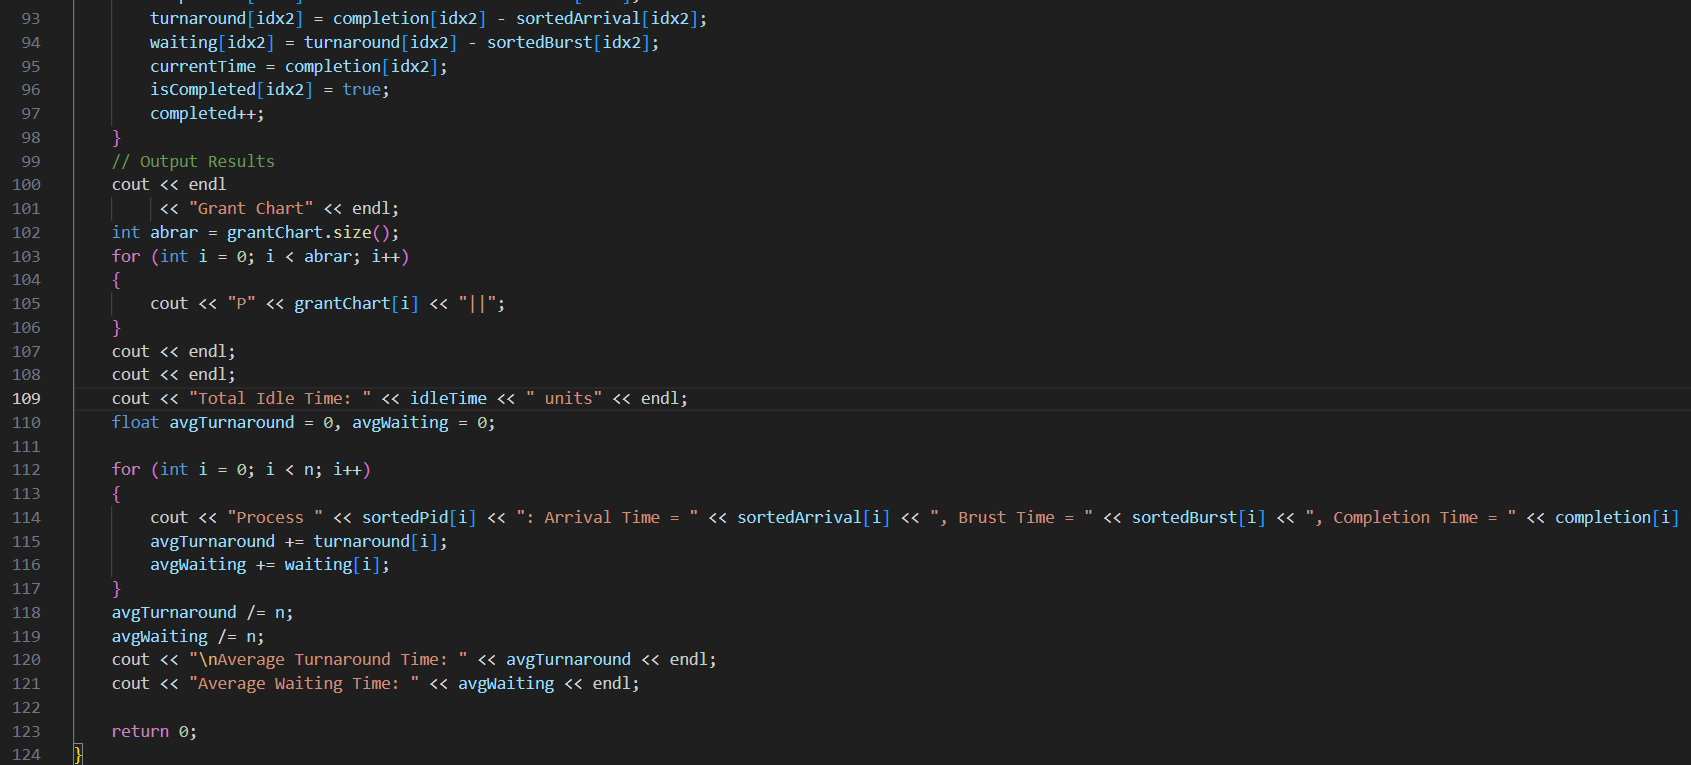 93 turnaround[idx2] = completion[idx2] - sortedArrival[idx2];
94 waiting[idx2] = turnaround[idx2] - sortedBurst[idx2];
95 currentTime = completion[idx2];
96 isCompleted[idx2] = true;
97 completed++;
98 }
99 // Output Results
100 cout << endl
101 << "Grant Chart" << endl;
102 int abrar = grantChart.size();
103 for (int i = 0; i < abrar; i++)
104 {
105 cout << "P" << grantChart[i] << "||";
106 }
107 cout << endl;
108 cout << endl;
109 cout << "Total Idle Time: " << idleTime << " units" << endl;
110 float avgTurnaround = 0, avgWaiting = 0;
111
112 for (int i = 0; i < n; i++)
113 {
114 cout << "Process " << sortedPid[i] << ": Arrival Time = " << sortedArrival[i] << ", Brust Time = " << sortedBurst[i] << ", Completion Time = " << completion[i]
115 avgTurnaround += turnaround[i];
116 avgWaiting += waiting[i];
117 }
118 avgTurnaround /= n;
119 avgWaiting /= n;
120 cout << "\nAverage Turnaround Time: " << avgTurnaround << endl;
121 cout << "Average Waiting Time: " << avgWaiting << endl;
122
123 return 0;
124 }